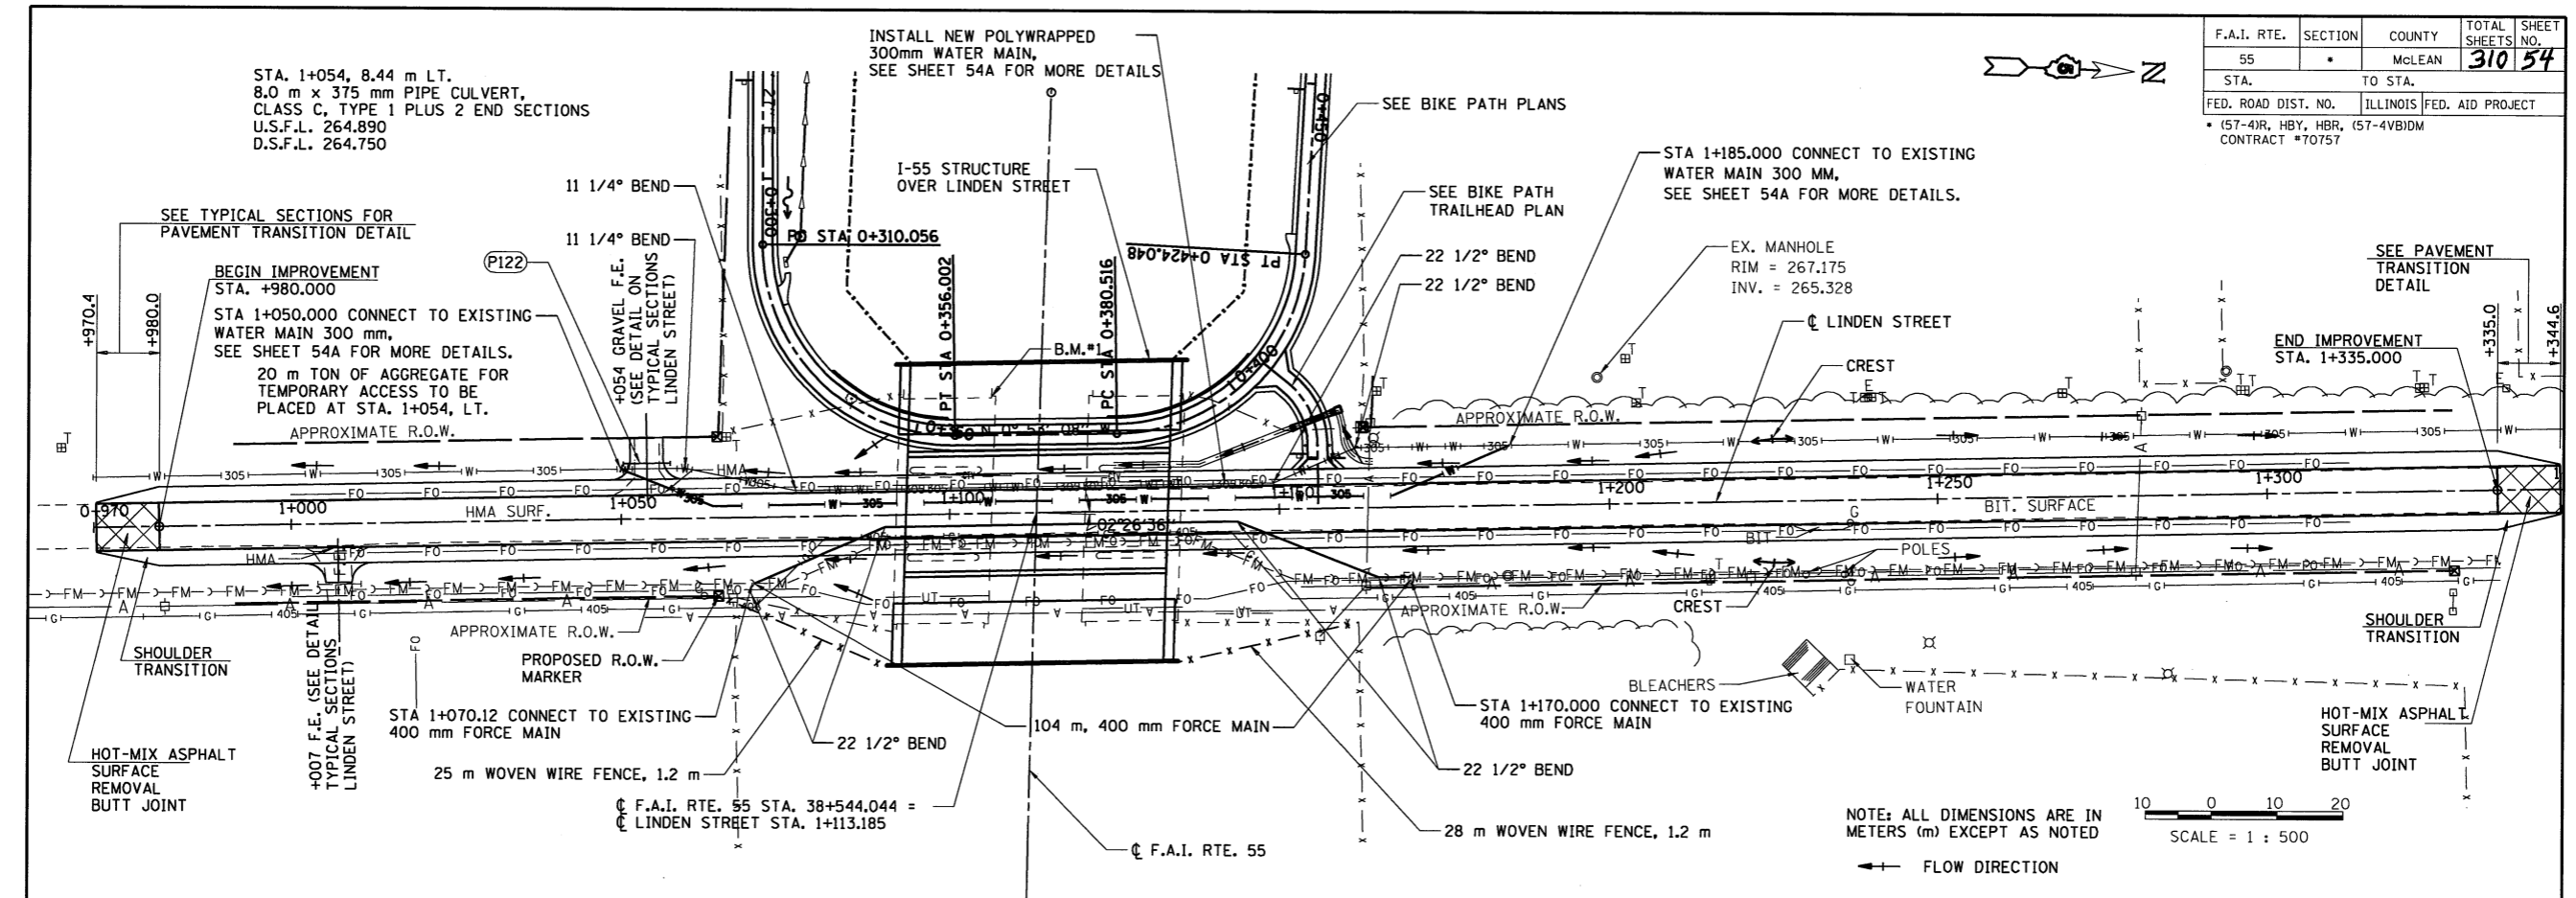 F.A.I. RTE. SECTION COUNTY TOTAL SHEETS SHEET NO.
55 * McLEAN 310 54
STA. TO STA.
FED. ROAD DIST. NO. ILLINOIS FED. AID PROJECT
* (57-4)R, HBY, HBR, (57-4VB)DM
CONTRACT #70757
N
STA. 1+054, 8.44 m LT.
8.0 m x 375 mm PIPE CULVERT,
CLASS C, TYPE 1 PLUS 2 END SECTIONS
U.S.F.L. 264.890
D.S.F.L. 264.750
INSTALL NEW POLYWRAPPED
300mm WATER MAIN,
SEE SHEET 54A FOR MORE DETAILS
SEE BIKE PATH PLANS
I-55 STRUCTURE
OVER LINDEN STREET
SEE BIKE PATH
TRAILHEAD PLAN
STA 1+185.000 CONNECT TO EXISTING
WATER MAIN 300 MM,
SEE SHEET 54A FOR MORE DETAILS.
11 1/4° BEND
11 1/4° BEND
22 1/2° BEND
22 1/2° BEND
EX. MANHOLE
RIM = 267.175
INV. = 265.328
SEE TYPICAL SECTIONS FOR
PAVEMENT TRANSITION DETAIL
P122
BEGIN IMPROVEMENT
STA. +980.000
+970.4
+980.0
STA 1+050.000 CONNECT TO EXISTING
WATER MAIN 300 mm,
SEE SHEET 54A FOR MORE DETAILS.
20 m TON OF AGGREGATE FOR
TEMPORARY ACCESS TO BE
PLACED AT STA. 1+054, LT.
+054 GRAVEL F.E.
(SEE DETAIL ON
TYPICAL SECTIONS
LINDEN STREET)
0+300
PC STA 0+310.056
PT STA 0+356.002
PC STA 0+380.516
PT STA 0+424.048
0+400
0+450
B.M.#1
℄ LINDEN STREET
CREST
SEE PAVEMENT
TRANSITION
DETAIL
END IMPROVEMENT
STA. 1+335.000
+335.0
+344.6
APPROXIMATE R.O.W.
APPROXIMATE R.O.W.
HMA
0+970
1+000
1+050
1+100
1+150
1+200
1+250
1+300
HMA SURF.
BIT. SURFACE
02°26'36"
HMA
BIT
POLES
CREST
APPROXIMATE R.O.W.
APPROXIMATE R.O.W.
SHOULDER
TRANSITION
PROPOSED R.O.W.
MARKER
+007 F.E. (SEE DETAIL
TYPICAL SECTIONS
LINDEN STREET)
STA 1+070.12 CONNECT TO EXISTING
400 mm FORCE MAIN
104 m, 400 mm FORCE MAIN
STA 1+170.000 CONNECT TO EXISTING
400 mm FORCE MAIN
BLEACHERS
WATER
FOUNTAIN
SHOULDER
TRANSITION
HOT-MIX ASPHALT
SURFACE
REMOVAL
BUTT JOINT
22 1/2° BEND
22 1/2° BEND
25 m WOVEN WIRE FENCE, 1.2 m
28 m WOVEN WIRE FENCE, 1.2 m
℄ F.A.I. RTE. 55 STA. 38+544.044 =
℄ LINDEN STREET STA. 1+113.185
℄ F.A.I. RTE. 55
HOT-MIX ASPHALT
SURFACE
REMOVAL
BUTT JOINT
NOTE: ALL DIMENSIONS ARE IN
METERS (m) EXCEPT AS NOTED
10 0 10 20
SCALE = 1 : 500
FLOW DIRECTION